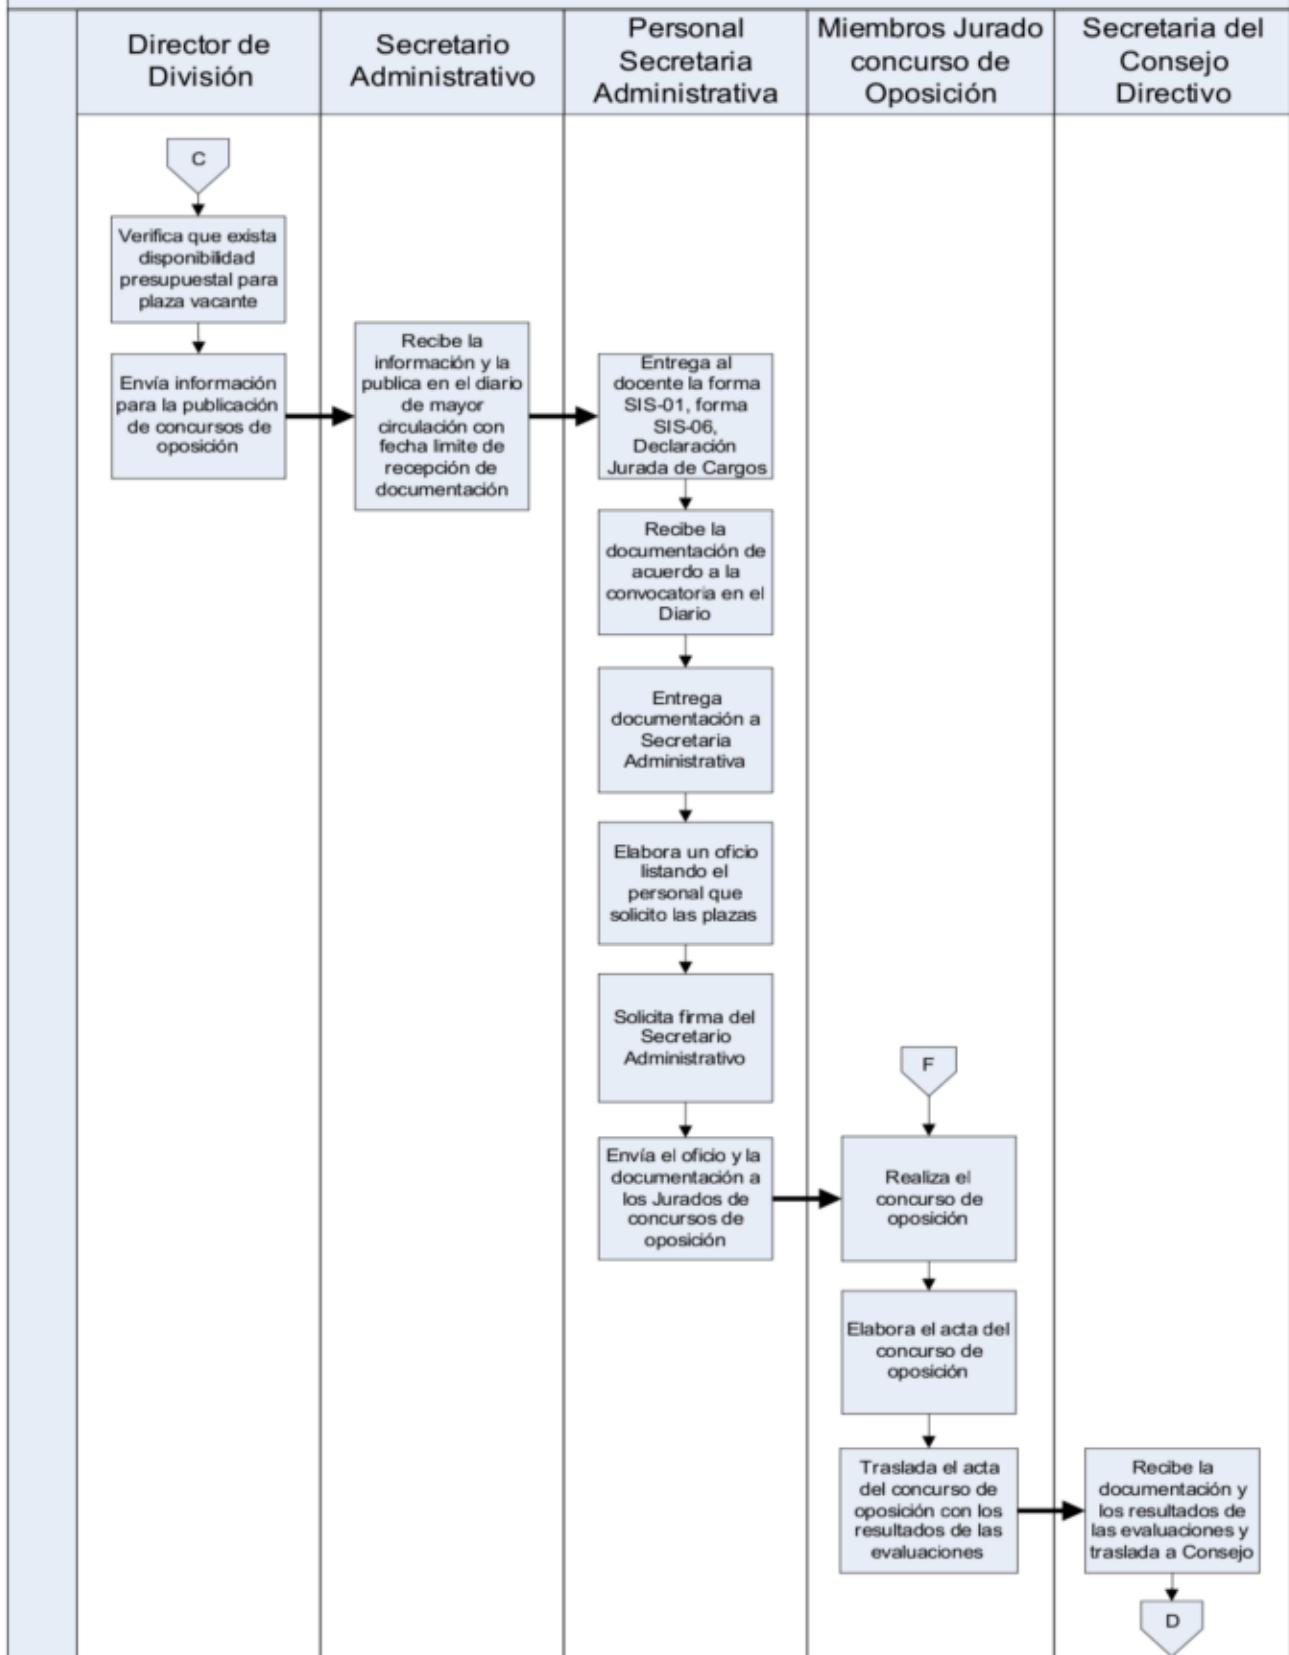 Director de
División
Secretario
Administrativo
Personal
Secretaria
Administrativa
Miembros Jurado
concurso de
Oposición
Secretaria del
Consejo
Directivo
C
Verifica que exista
disponibilidad
presupuestal para
plaza vacante
Envía información
para la publicación
de concursos de
oposición
Recibe la
información y la
publica en el diario
de mayor
circulación con
fecha limite de
recepción de
documentación
Entrega al
docente la forma
SIS-01, forma
SIS-06,
Declaración
Jurada de Cargos
Recibe la
documentación de
acuerdo a la
convocatoria en el
Diario
Entrega
documentación a
Secretaria
Administrativa
Elabora un oficio
listando el
personal que
solicito las plazas
Solicita firma del
Secretario
Administrativo
Envía el oficio y la
documentación a
los Jurados de
concursos de
oposición
F
Realiza el
concurso de
oposición
Elabora el acta del
concurso de
oposición
Traslada el acta
del concurso de
oposición con los
resultados de las
evaluaciones
Recibe la
documentación y
los resultados de
las evaluaciones y
traslada a Consejo
D